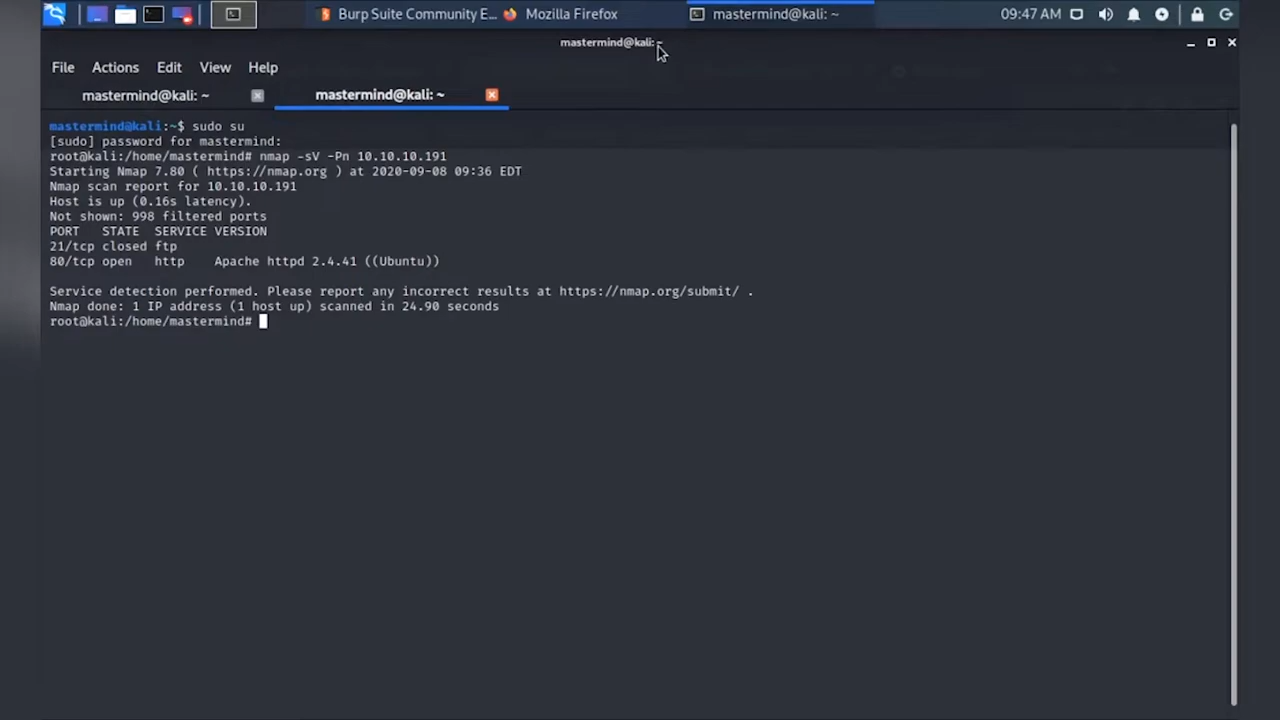 Burp Suite Community E... Mozilla Firefox mastermind@kali: ~ 09:47 AM
mastermind@kali: ~
File Actions Edit View Help
mastermind@kali: ~ mastermind@kali: ~
mastermind@kali:~$ sudo su
[sudo] password for mastermind:
root@kali:/home/mastermind# nmap -sV -Pn 10.10.10.191
Starting Nmap 7.80 ( https://nmap.org ) at 2020-09-08 09:36 EDT
Nmap scan report for 10.10.10.191
Host is up (0.16s latency).
Not shown: 998 filtered ports
PORT   STATE  SERVICE VERSION
21/tcp closed ftp
80/tcp open   http    Apache httpd 2.4.41 ((Ubuntu))
Service detection performed. Please report any incorrect results at https://nmap.org/submit/ .
Nmap done: 1 IP address (1 host up) scanned in 24.90 seconds
root@kali:/home/mastermind#